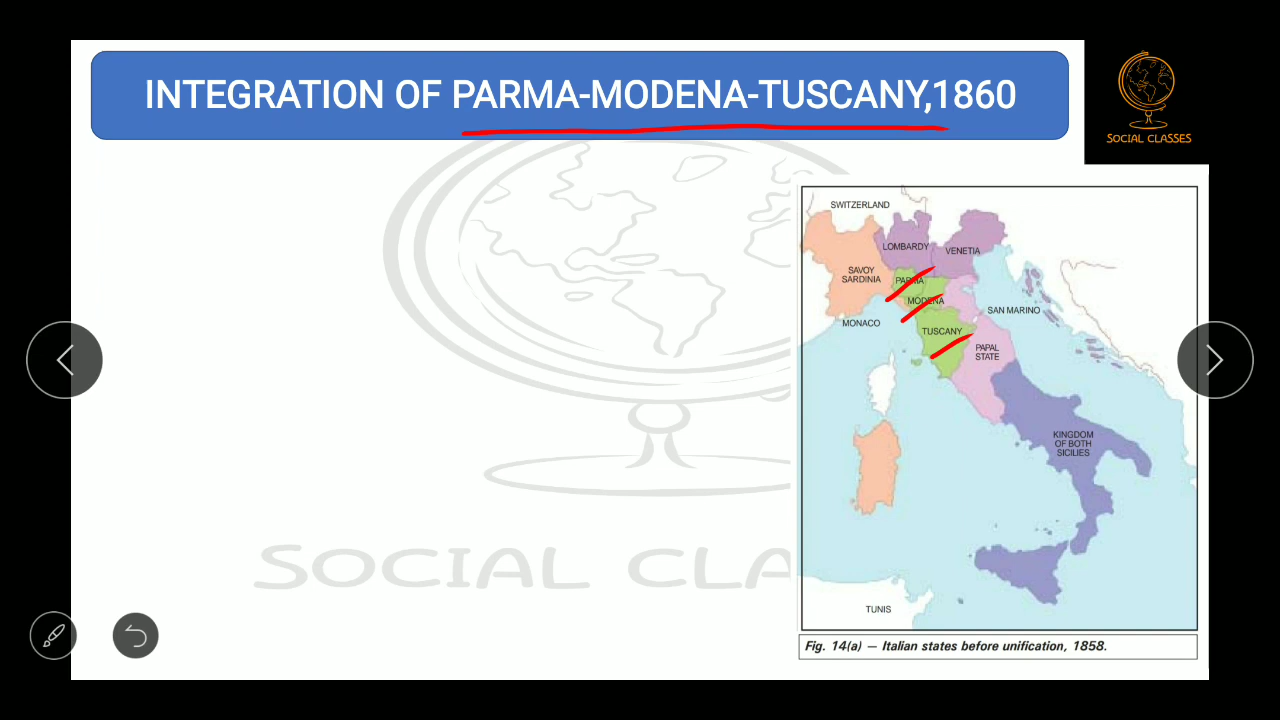 INTEGRATION OF PARMA-MODENA-TUSCANY,1860
SOCIAL CLASSES
SWITZERLAND
LOMBARDY
VENETIA
SAVOY
SARDINIA
PARMA
MODENA
SAN MARINO
MONACO
TUSCANY
PAPAL
STATE
KINGDOM
OF BOTH
SICILIES
SOCIAL CLA
TUNIS
Fig. 14(a) — Italian states before unification, 1858.